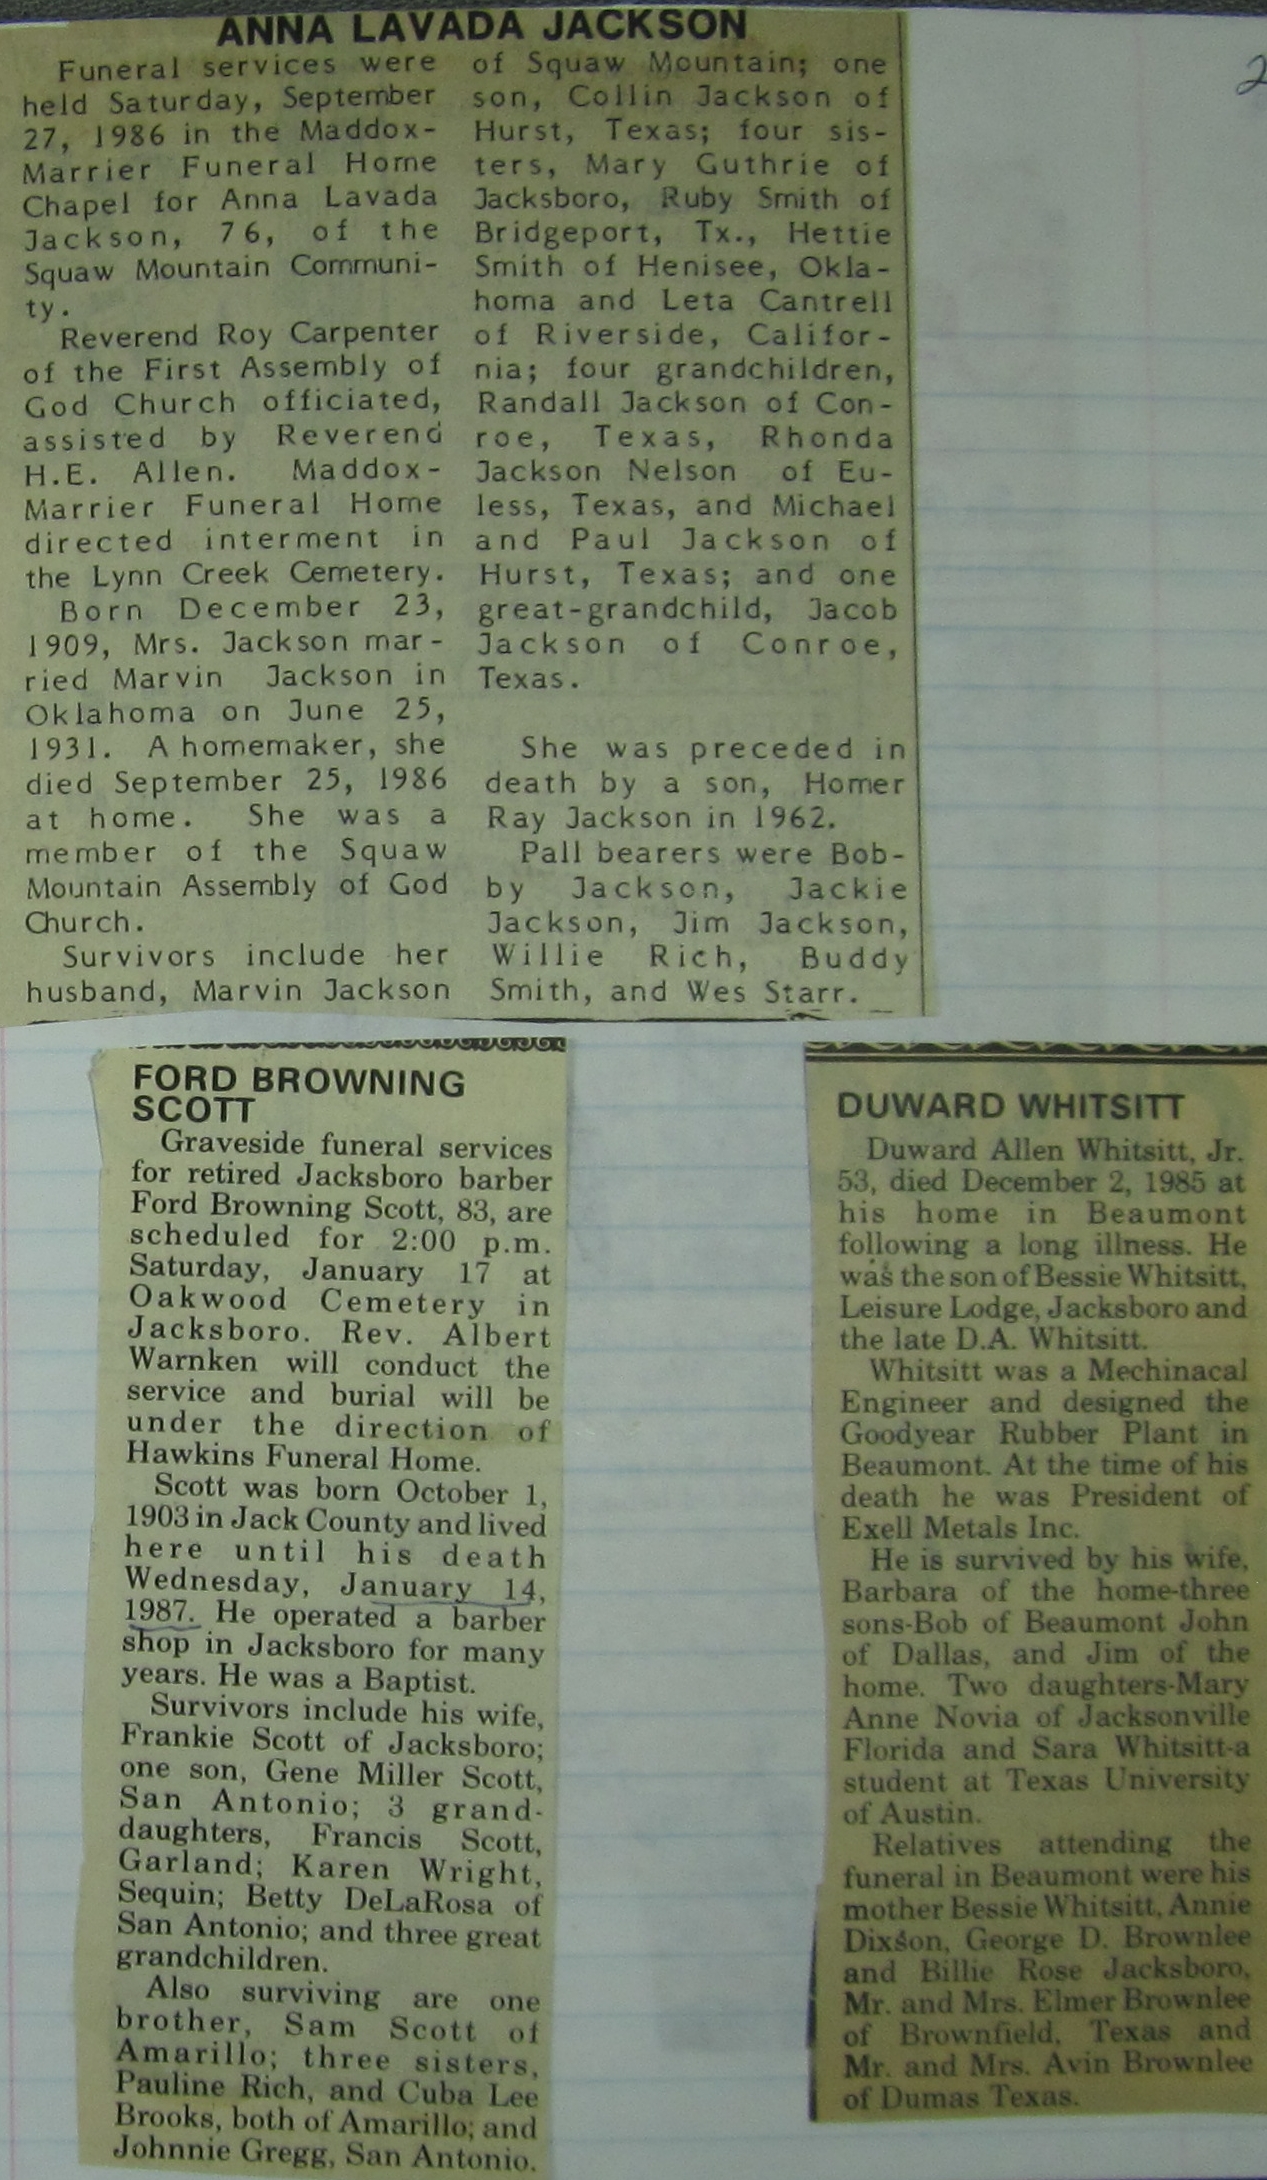 ANNA LAVADA JACKSON
Funeral services were
held Saturday, September
27, 1986 in the Maddox-
Marrier Funeral Home
Chapel for Anna Lavada
Jackson, 76, of the
Squaw Mountain Communi-
ty.
Reverend Roy Carpenter
of the First Assembly of
God Church officiated,
assisted by Reverend
H.E. Allen. Maddox-
Marrier Funeral Home
directed interment in
the Lynn Creek Cemetery.
Born December 23,
1909, Mrs. Jackson mar-
ried Marvin Jackson in
Oklahoma on June 25,
1931. A homemaker, she
died September 25, 1986
at home. She was a
member of the Squaw
Mountain Assembly of God
Church.
Survivors include her
husband, Marvin Jackson
of Squaw Mountain; one
son, Collin Jackson of
Hurst, Texas; four sis-
ters, Mary Guthrie of
Jacksboro, Ruby Smith of
Bridgeport, Tx., Hettie
Smith of Henisee, Okla-
homa and Leta Cantrell
of Riverside, Califor-
nia; four grandchildren,
Randall Jackson of Con-
roe, Texas, Rhonda
Jackson Nelson of Eu-
less, Texas, and Michael
and Paul Jackson of
Hurst, Texas; and one
great-grandchild, Jacob
Jackson of Conroe,
Texas.
She was preceded in
death by a son, Homer
Ray Jackson in 1962.
Pall bearers were Bob-
by Jackson, Jackie
Jackson, Jim Jackson,
Willie Rich, Buddy
Smith, and Wes Starr.
2
FORD BROWNING
SCOTT
Graveside funeral services
for retired Jacksboro barber
Ford Browning Scott, 83, are
scheduled for 2:00 p.m.
Saturday, January 17 at
Oakwood Cemetery in
Jacksboro. Rev. Albert
Warnken will conduct the
service and burial will be
under the direction of
Hawkins Funeral Home.
Scott was born October 1,
1903 in Jack County and lived
here until his death
Wednesday, January 14,
1987. He operated a barber
shop in Jacksboro for many
years. He was a Baptist.
Survivors include his wife,
Frankie Scott of Jacksboro;
one son, Gene Miller Scott,
San Antonio; 3 grand-
daughters, Francis Scott,
Garland; Karen Wright,
Sequin; Betty DeLaRosa of
San Antonio; and three great
grandchildren.
Also surviving are one
brother, Sam Scott of
Amarillo; three sisters,
Pauline Rich, and Cuba Lee
Brooks, both of Amarillo; and
Johnnie Gregg, San Antonio.
DUWARD WHITSITT
Duward Allen Whitsitt, Jr.
53, died December 2, 1985 at
his home in Beaumont
following a long illness. He
was the son of Bessie Whitsitt,
Leisure Lodge, Jacksboro and
the late D.A. Whitsitt.
Whitsitt was a Mechinacal
Engineer and designed the
Goodyear Rubber Plant in
Beaumont. At the time of his
death he was President of
Exell Metals Inc.
He is survived by his wife,
Barbara of the home-three
sons-Bob of Beaumont John
of Dallas, and Jim of the
home. Two daughters-Mary
Anne Novia of Jacksonville
Florida and Sara Whitsitt-a
student at Texas University
of Austin.
Relatives attending the
funeral in Beaumont were his
mother Bessie Whitsitt, Annie
Dixson, George D. Brownlee
and Billie Rose Jacksboro,
Mr. and Mrs. Elmer Brownlee
of Brownfield, Texas and
Mr. and Mrs. Avin Brownlee
of Dumas Texas.